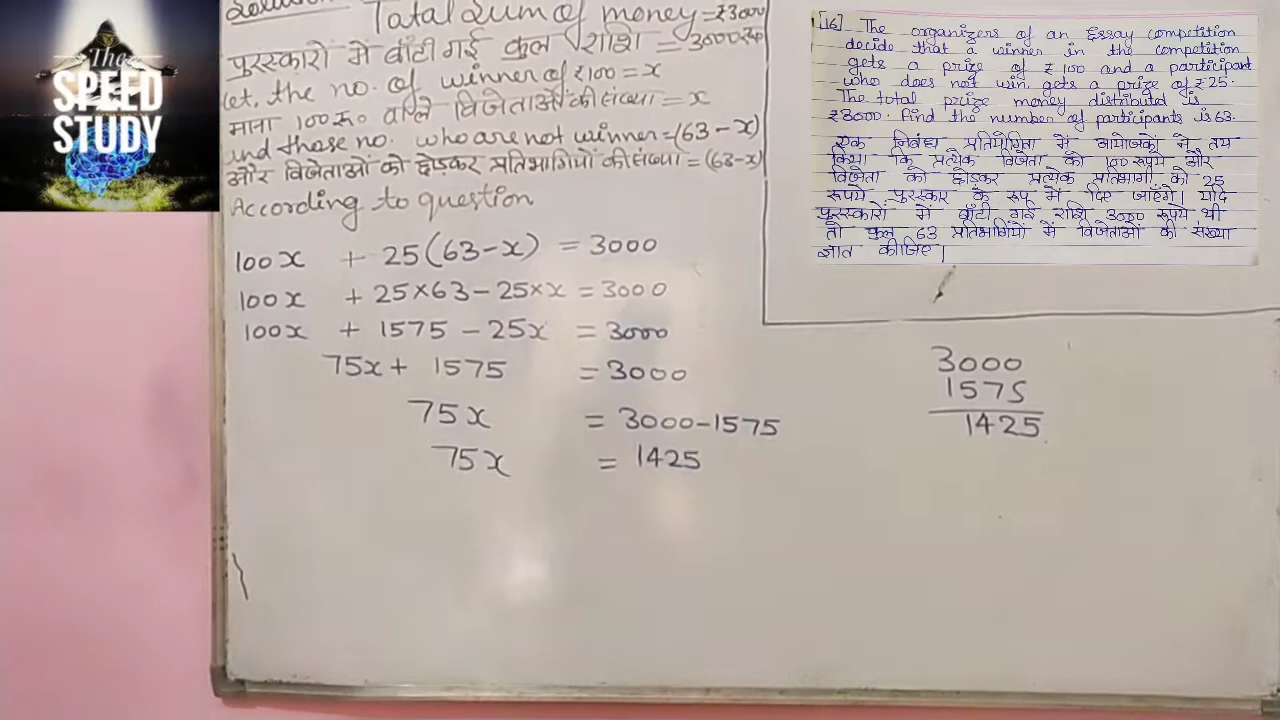 The
SPEED
STUDY
Total Sum of money = ₹3000
पुरस्कारों में बाँटी गई कुल राशि = 3000रू०
Let, the no. of winner of ₹100 = x
माना 100रू० वाले विजेताओं की संख्या = x
and those no. who are not winner = (63 - x)
और विजेताओं को छोड़कर प्रतिभागियों की संख्या = (63-x)
According to question
100x + 25(63-x) = 3000
100x + 25×63 - 25×x = 3000
100x + 1575 - 25x = 3000
75x + 1575 = 3000
75x = 3000-1575
75x = 1425
3000
1575
1425
[16]. The organizers of an Essay competition
decide that a winner in the competition
gets a prize of ₹100 and a participant
who does not win, gets a prize of ₹25
The total prize money distributed is
₹3000. find the number of participants is 63.
एक निबंध प्रतियोगिता में आयोजकों ने तय
किया कि प्रत्येक विजेता को 100 रूपये और
विजेता को छोड़कर प्रत्येक प्रतिभागी को 25
रूपये पुरस्कार के रूप में दिए जाएंगे। यदि
पुरस्कारों में बाँटी गई राशि 3000 रूपये थी
तो कुल 63 प्रतिभागियों में विजेताओं की संख्या
ज्ञात कीजिए।